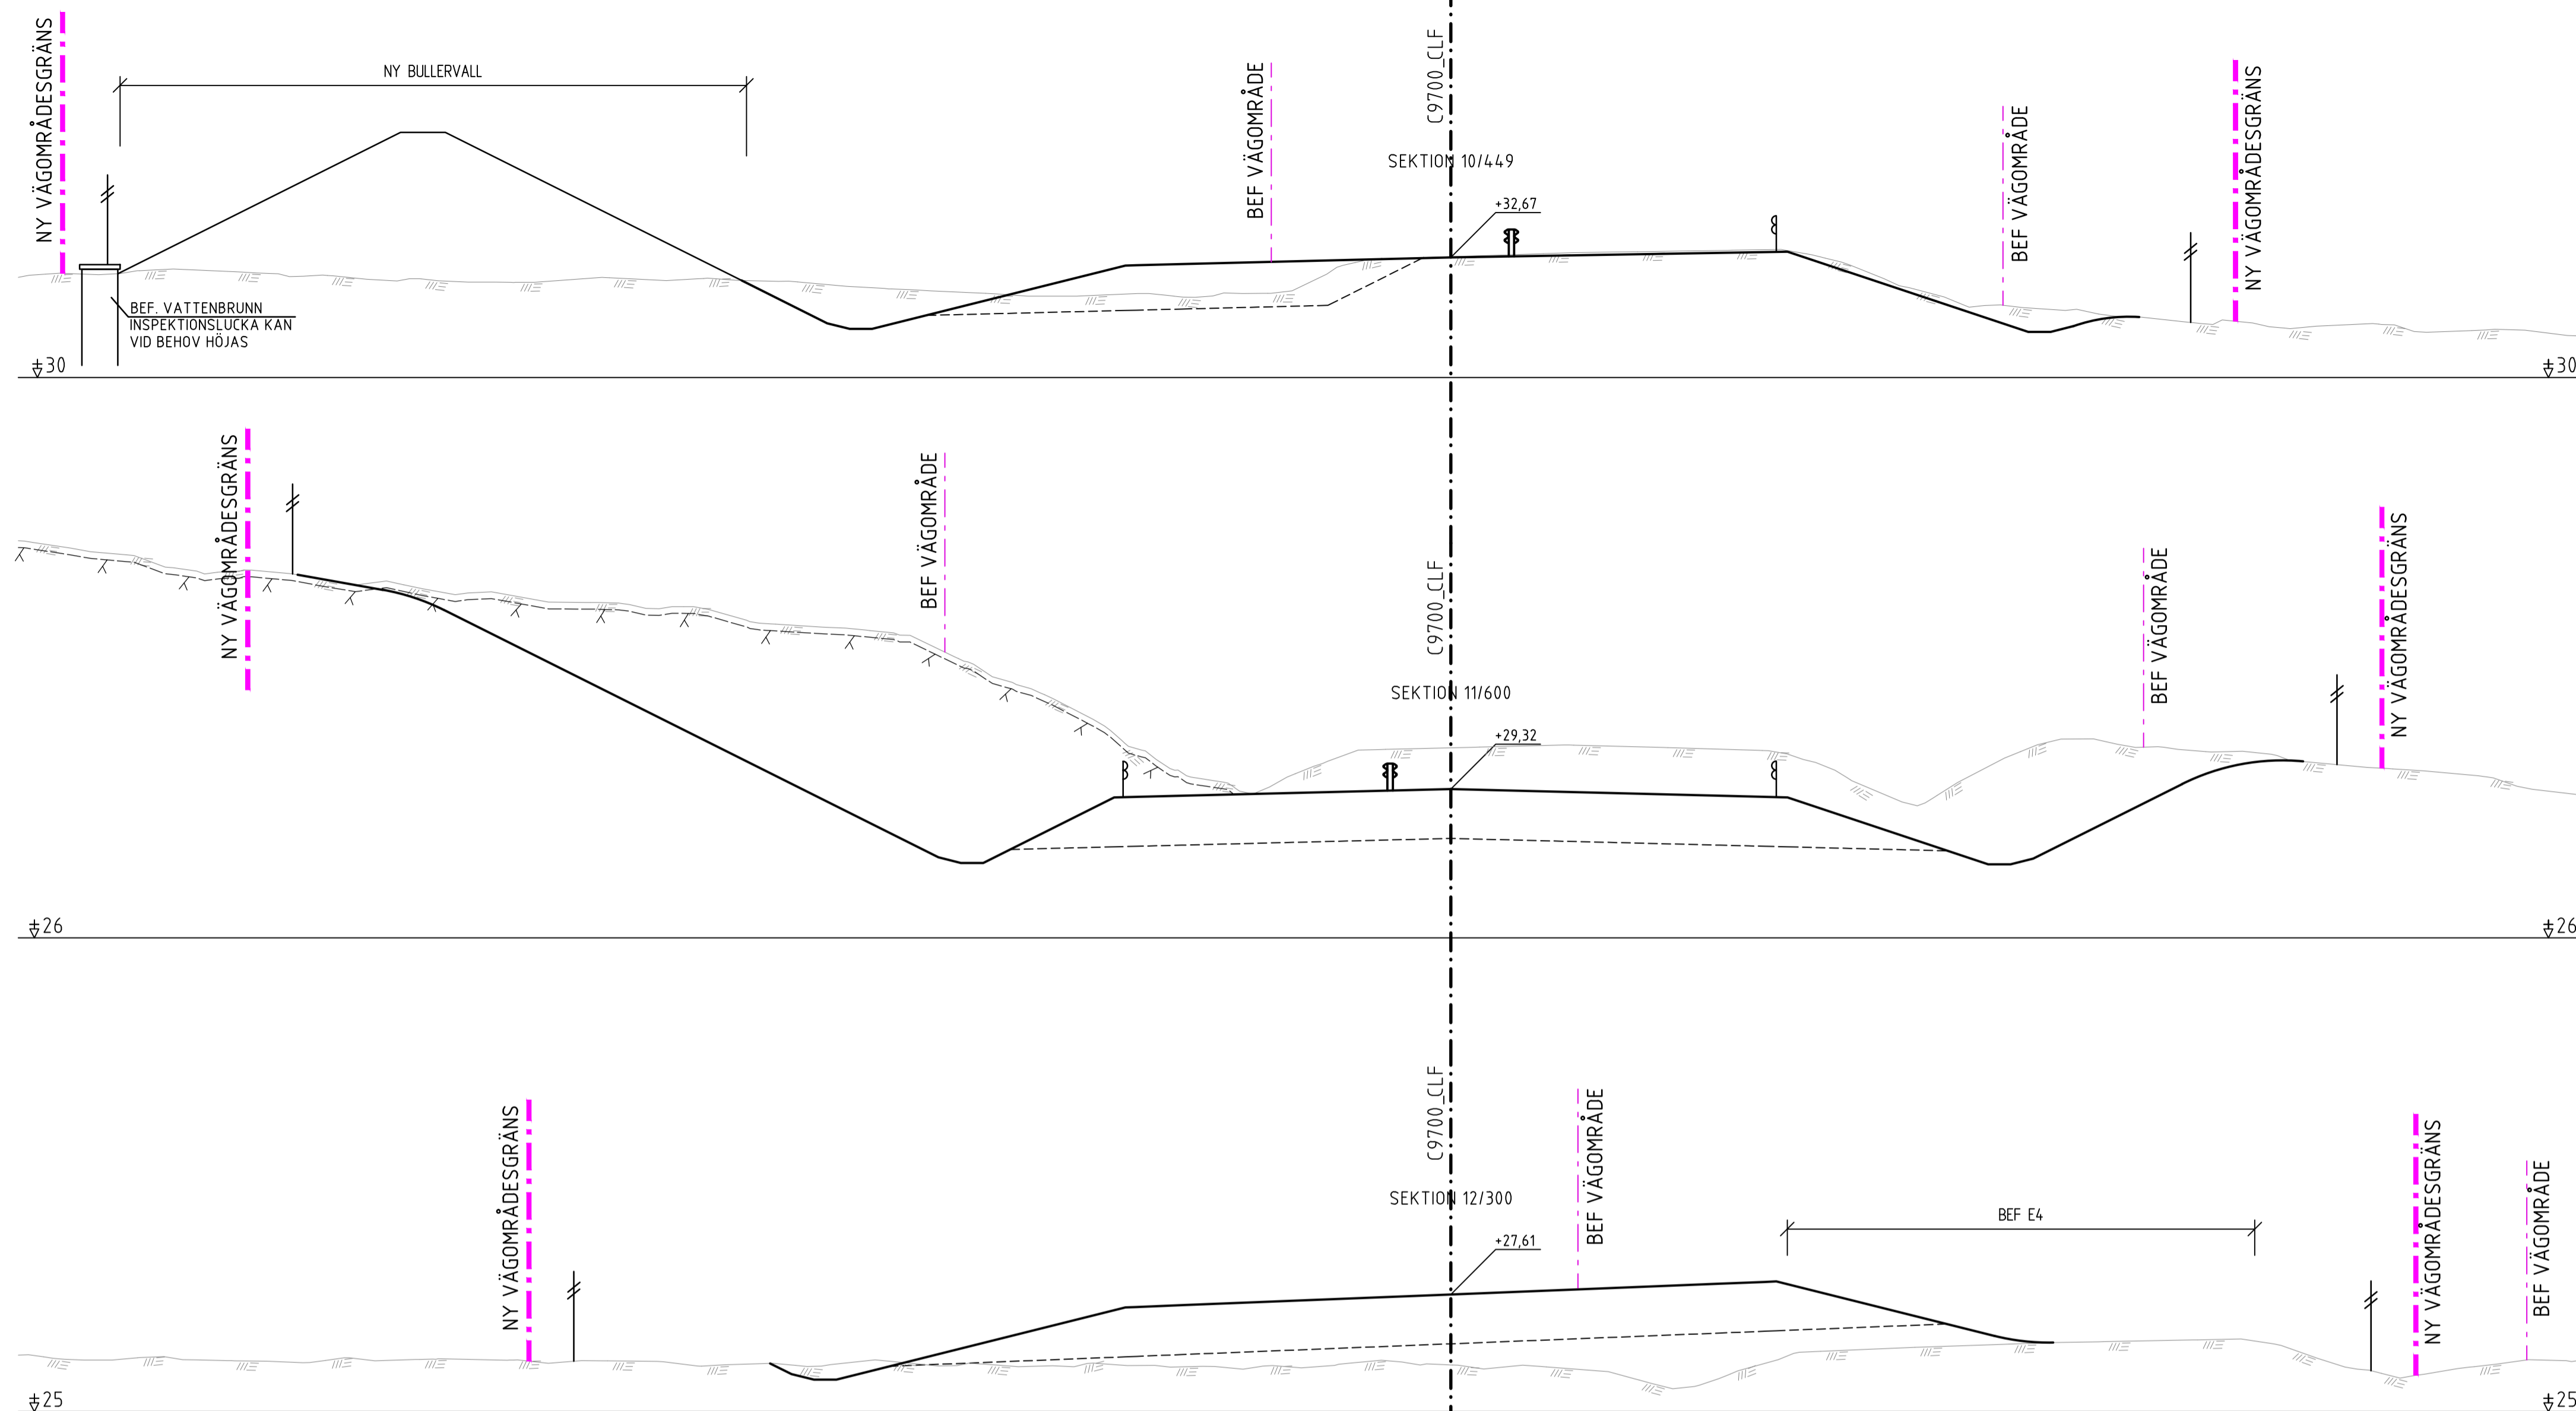 NY VÄGOMRÅDESGRÄNS
NY BULLERVALL
BEF VÄGOMRÅDE
C9700_CLF
BEF VÄGOMRÅDE
NY VÄGOMRÅDESGRÄNS
SEKTION 10/449
+32,67
BEF. VATTENBRUNN
INSPEKTIONSLUCKA KAN
VID BEHOV HÖJAS
+30
+30
NY VÄGOMRÅDESGRÄNS
BEF VÄGOMRÅDE
C9700_CLF
BEF VÄGOMRÅDE
NY VÄGOMRÅDESGRÄNS
SEKTION 11/600
+29,32
+26
+26
NY VÄGOMRÅDESGRÄNS
C9700_CLF
BEF VÄGOMRÅDE
NY VÄGOMRÅDESGRÄNS
BEF VÄGOMRÅDE
SEKTION 12/300
BEF E4
+27,61
+25
+25